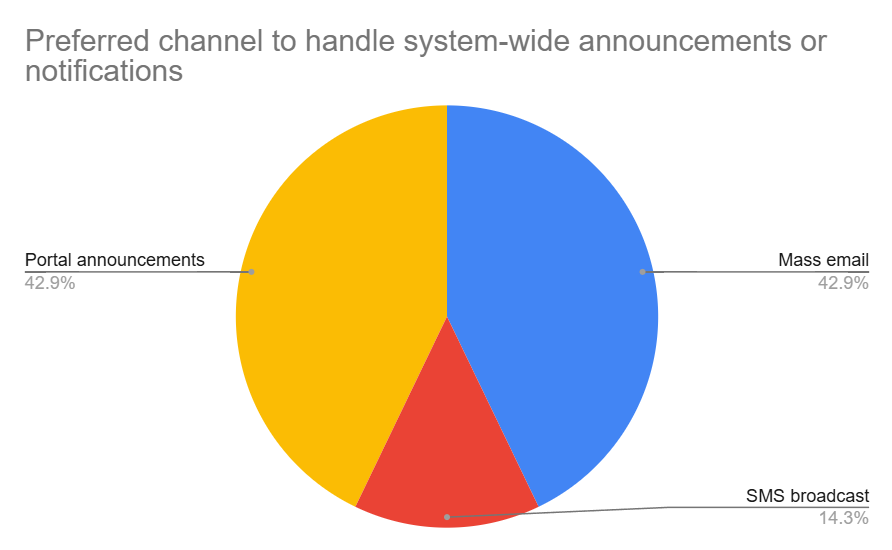 Preferred channel to handle system-wide announcements or
notifications
Portal announcements
42.9%
Mass email
42.9%
SMS broadcast
14.3%